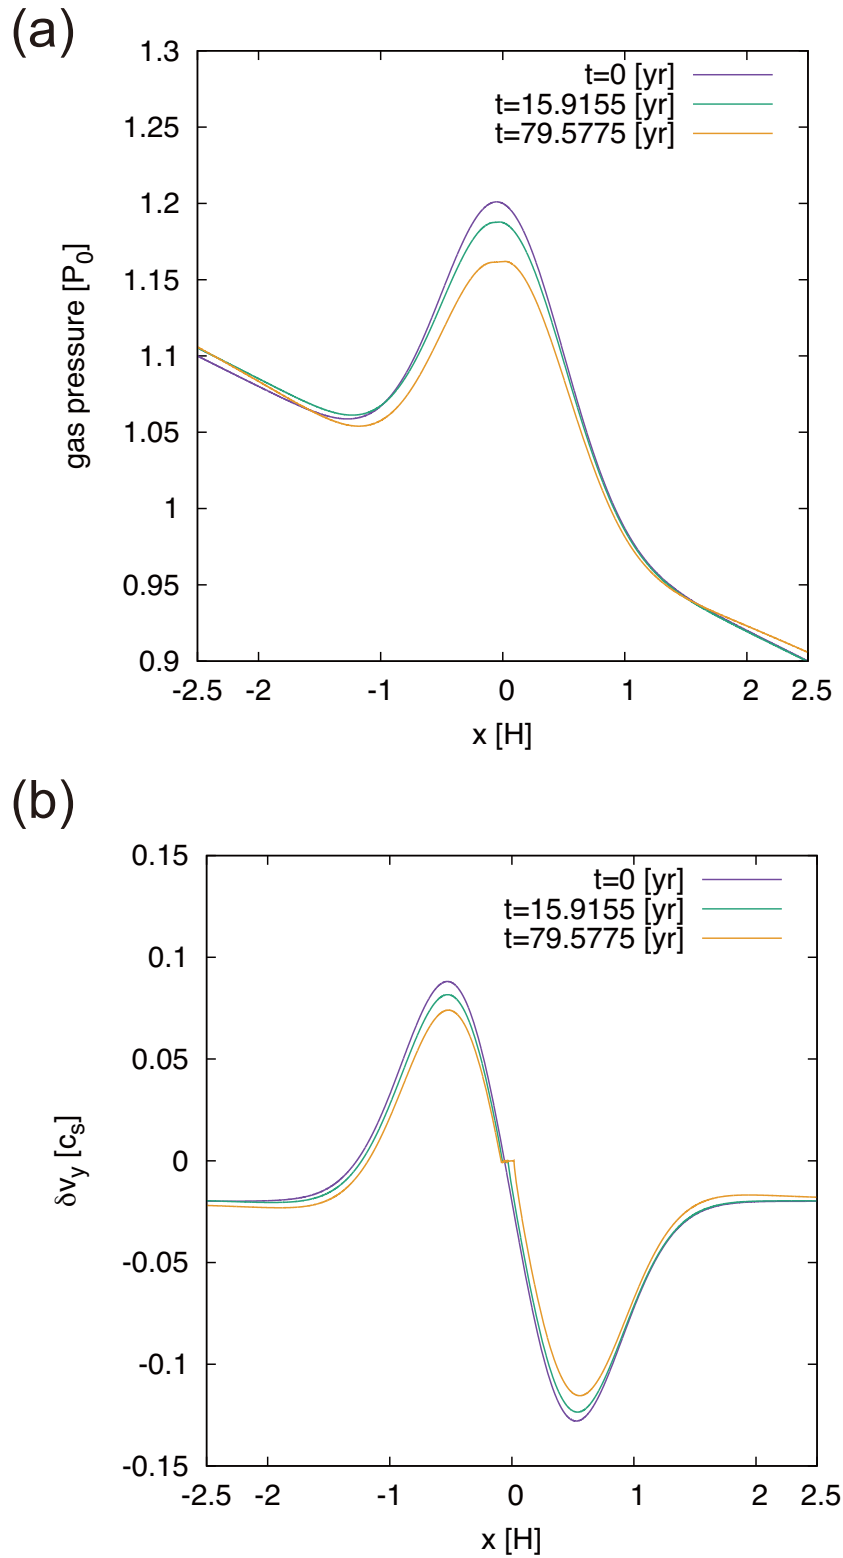 (a)
1.3
t=0 [yr]
1.25
t=15.9155 [yr]
t=79.5775 [yr]
1.2
1.15
gas pressure [P0]
1.1
1.05
1
0.95
0.9
-2.5 -2 -1 0 1 2 2.5
x [H]
(b)
0.15
t=0 [yr]
t=15.9155 [yr]
t=79.5775 [yr]
0.1
0.05
0
δvy [cs]
-0.05
-0.1
-0.15
-2.5 -2 -1 0 1 2 2.5
x [H]